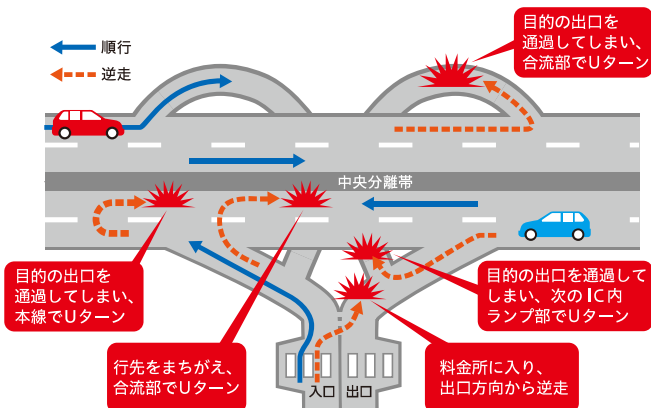 順行
逆走
目的の出口を
通過してしまい、
合流部でUターン
中央分離帯
目的の出口を
通過してしまい、
本線でUターン
目的の出口を通過して
しまい、次のIC内
ランプ部でUターン
行先をまちがえ、
合流部でUターン
入口
出口
料金所に入り、
出口方向から逆走